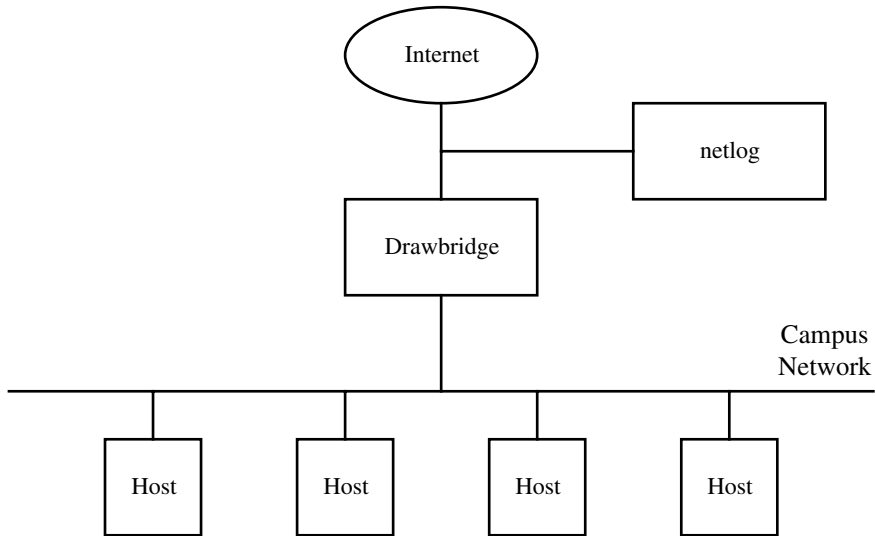 Internet
netlog
Drawbridge
Campus
Network
Host
Host
Host
Host